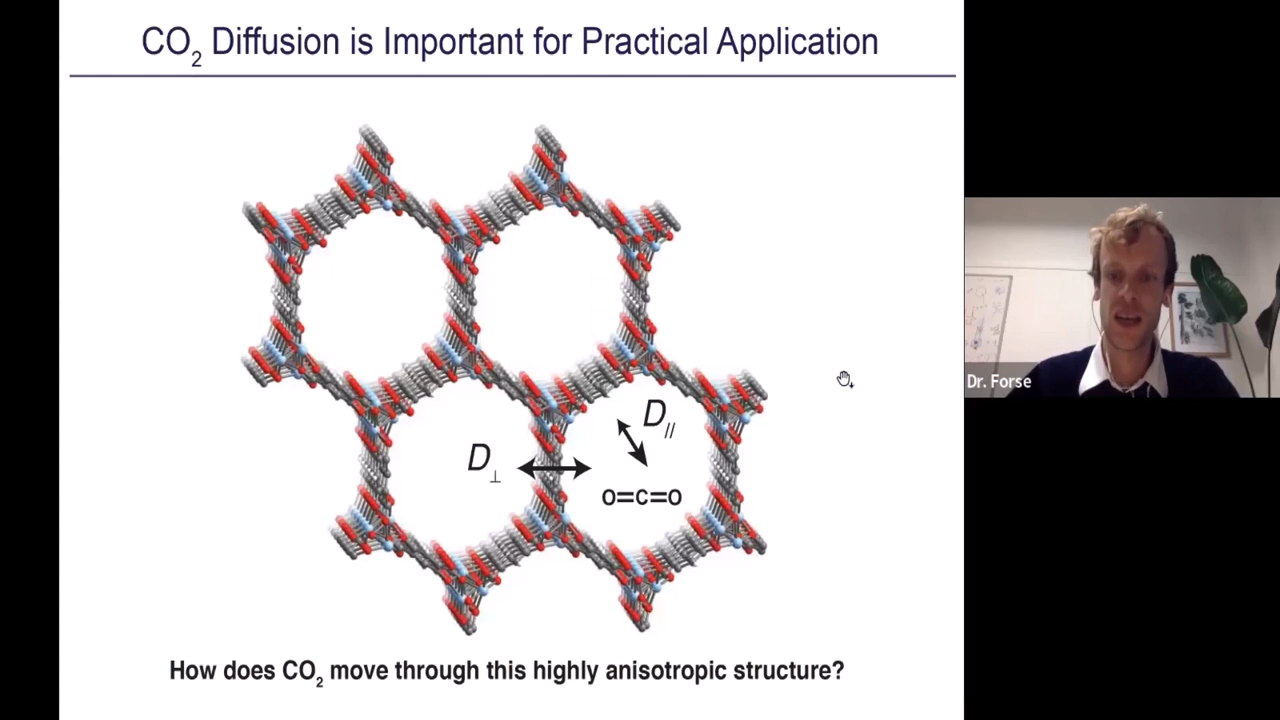 CO₂ Diffusion is Important for Practical Application
D//
D⊥
O=C=O
Dr. Forse
How does CO₂ move through this highly anisotropic structure?